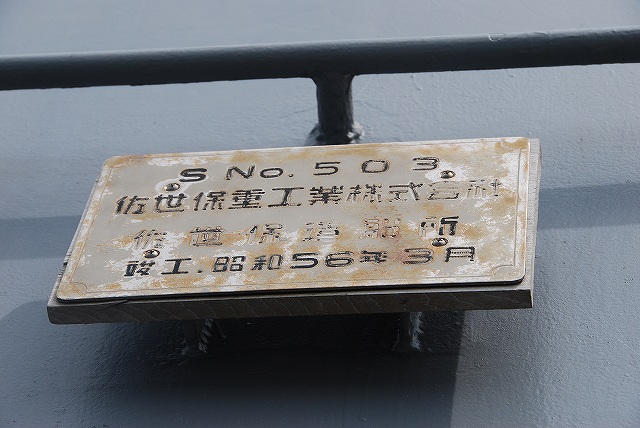 S No. 503
佐世保重工業株式会社
佐世保造船所
竣工.昭和56年3月